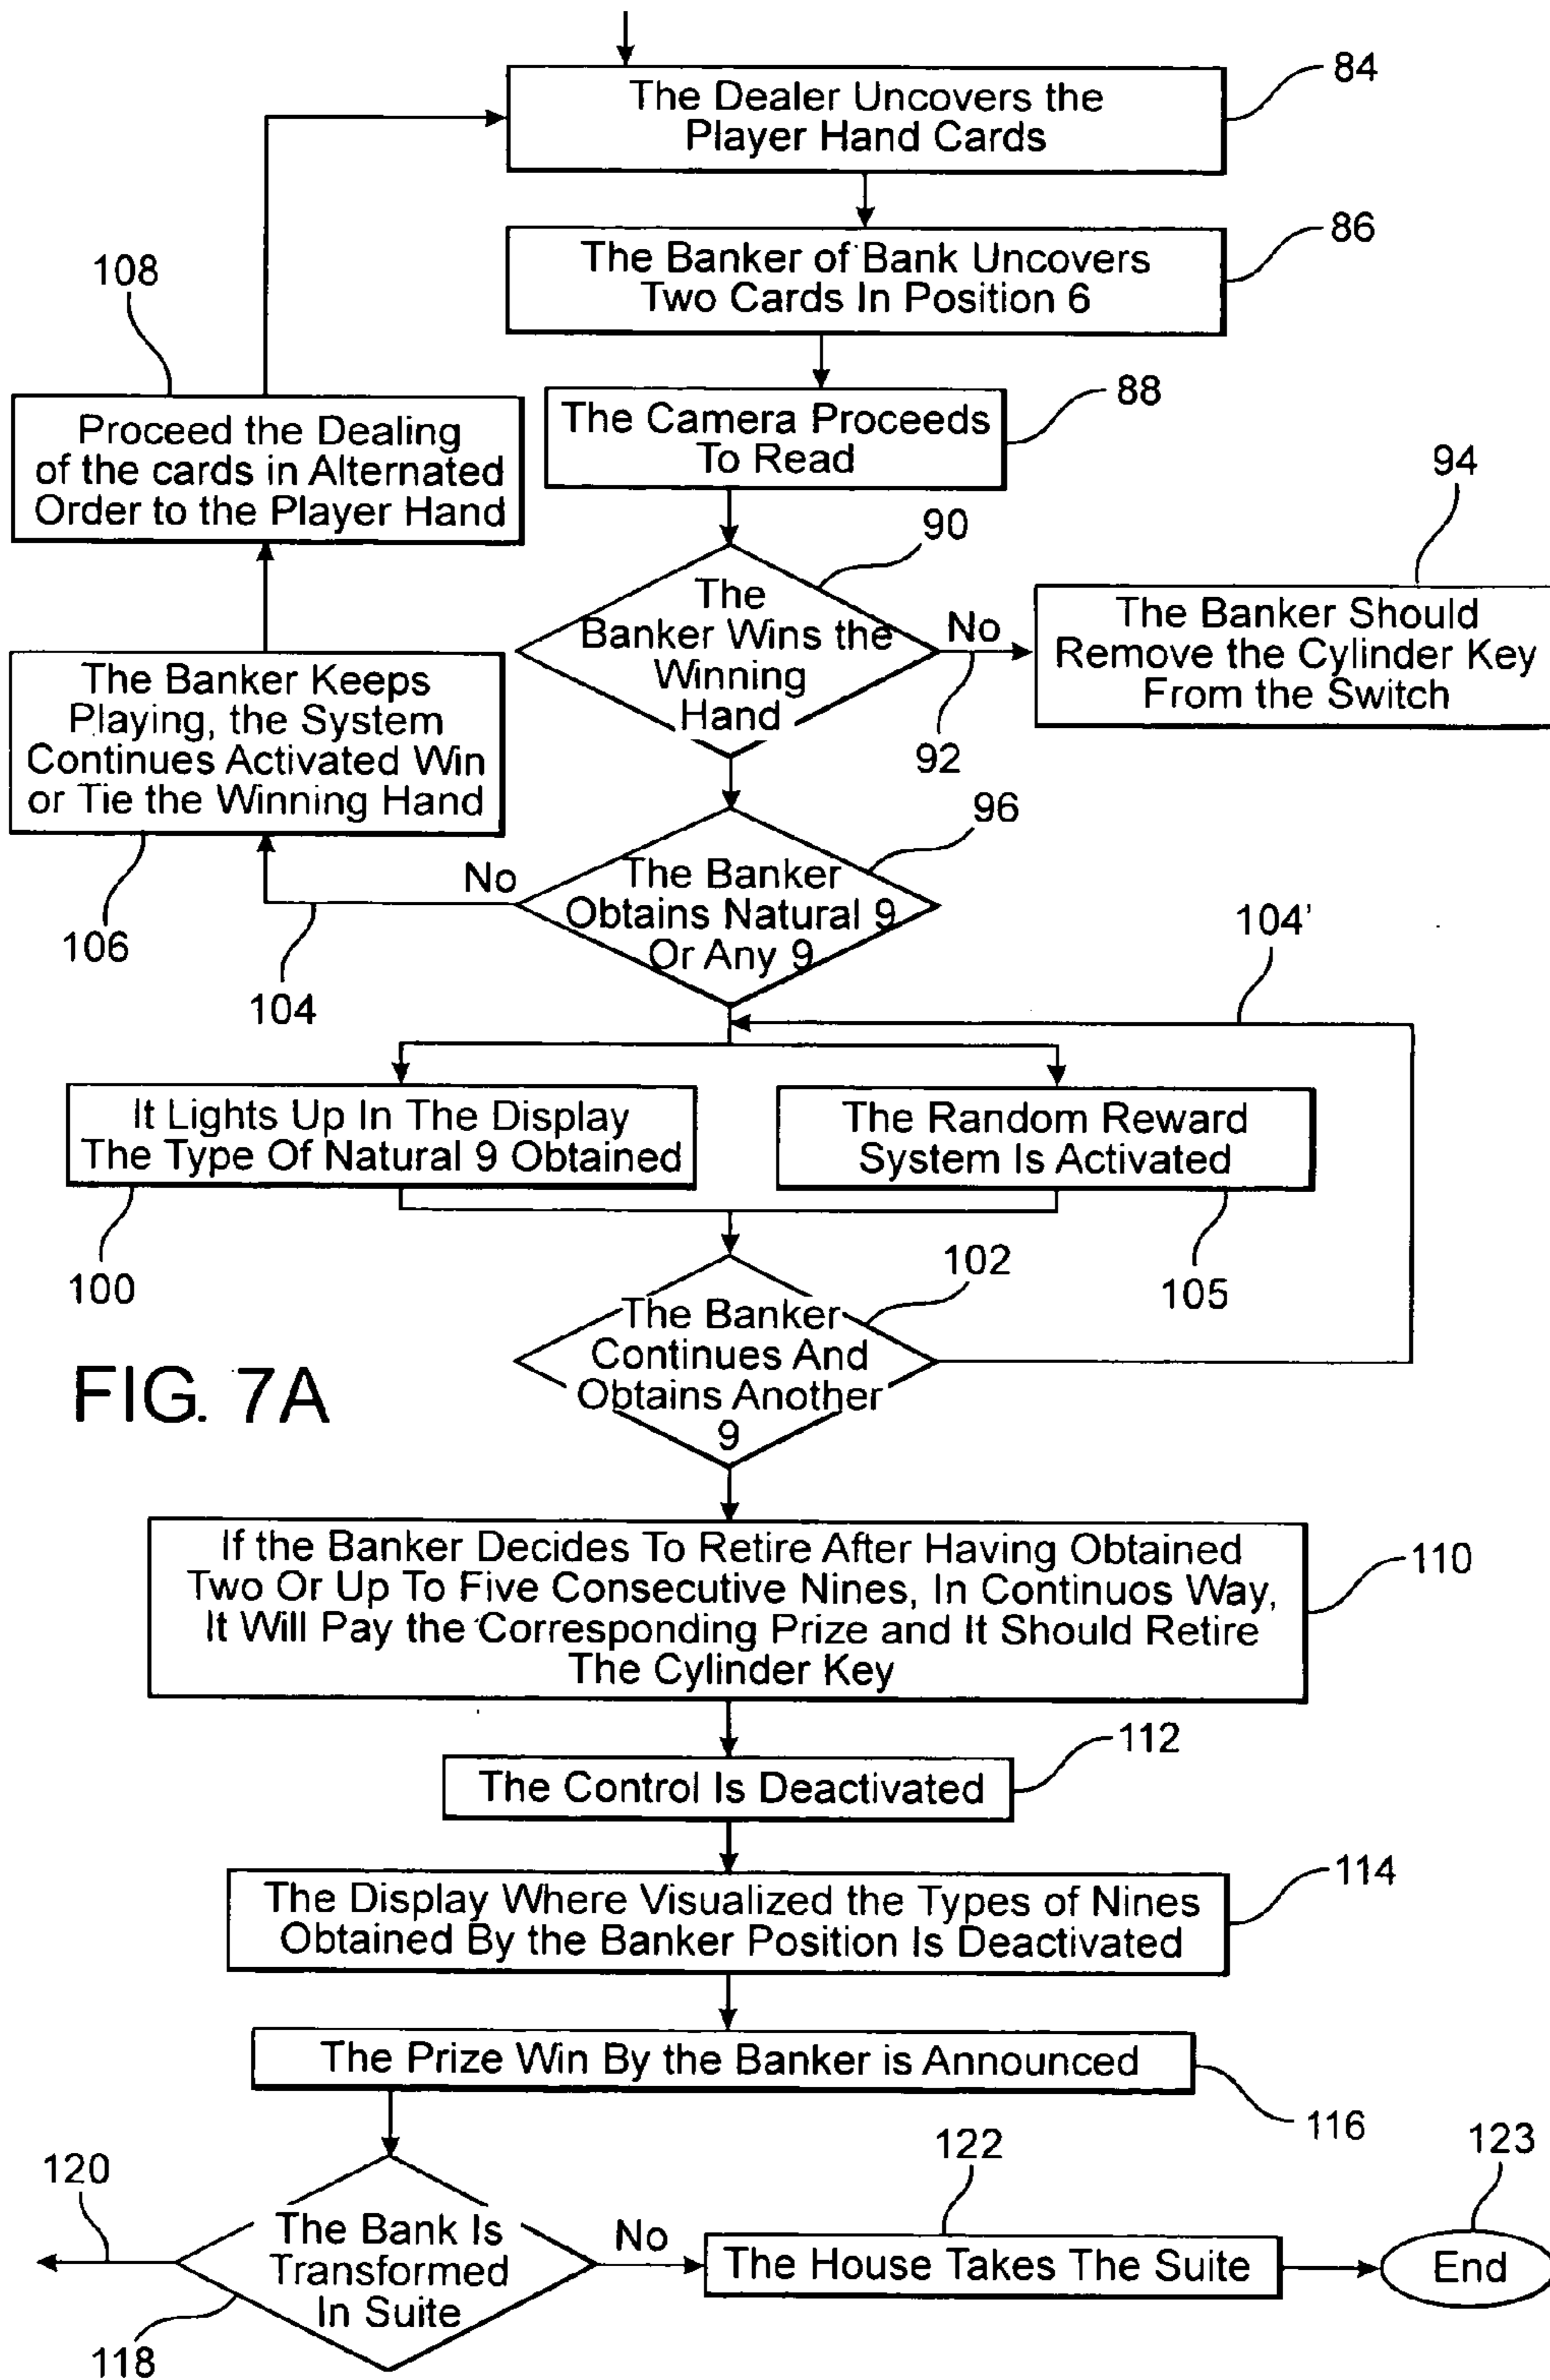 84
The Dealer Uncovers the
Player Hand Cards
86
The Banker of Bank Uncovers
Two Cards In Position 6
108
88
The Camera Proceeds
To Read
Proceed the Dealing
of the cards in Alternated
Order to the Player Hand
94
90
The
Banker Wins the
Winning
Hand
No
92
The Banker Should
Remove the Cylinder Key
From the Switch
The Banker Keeps
Playing, the System
Continues Activated Win
or Tie the Winning Hand
106
96
No
The Banker
Obtains Natural 9
Or Any 9
104
104'
It Lights Up In The Display
The Type Of Natural 9 Obtained
The Random Reward
System Is Activated
100
105
102
The Banker
Continues And
Obtains Another
9
FIG. 7A
If the Banker Decides To Retire After Having Obtained
Two Or Up To Five Consecutive Nines, In Continuos Way,
It Will Pay the Corresponding Prize and It Should Retire
The Cylinder Key
110
112
The Control Is Deactivated
114
The Display Where Visualized the Types of Nines
Obtained By the Banker Position Is Deactivated
The Prize Win By the Banker is Announced
116
120
122
123
The Bank Is
Transformed
In Suite
No
The House Takes The Suite
End
118